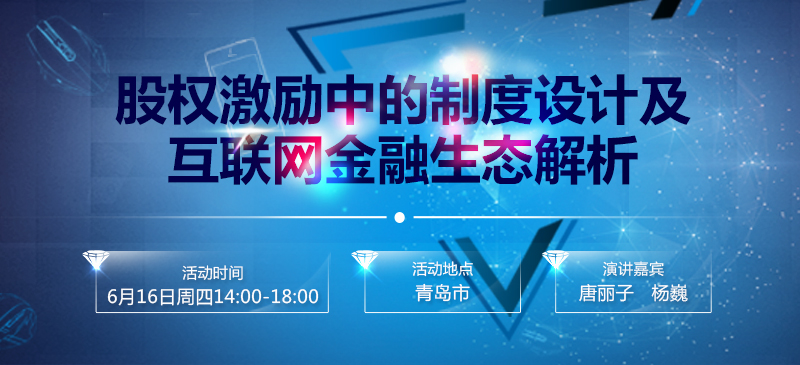 股权激励中的制度设计及
互联网金融生态解析
活动时间
6月16日周四14:00-18:00
活动地点
青岛市
演讲嘉宾
唐丽子 杨巍